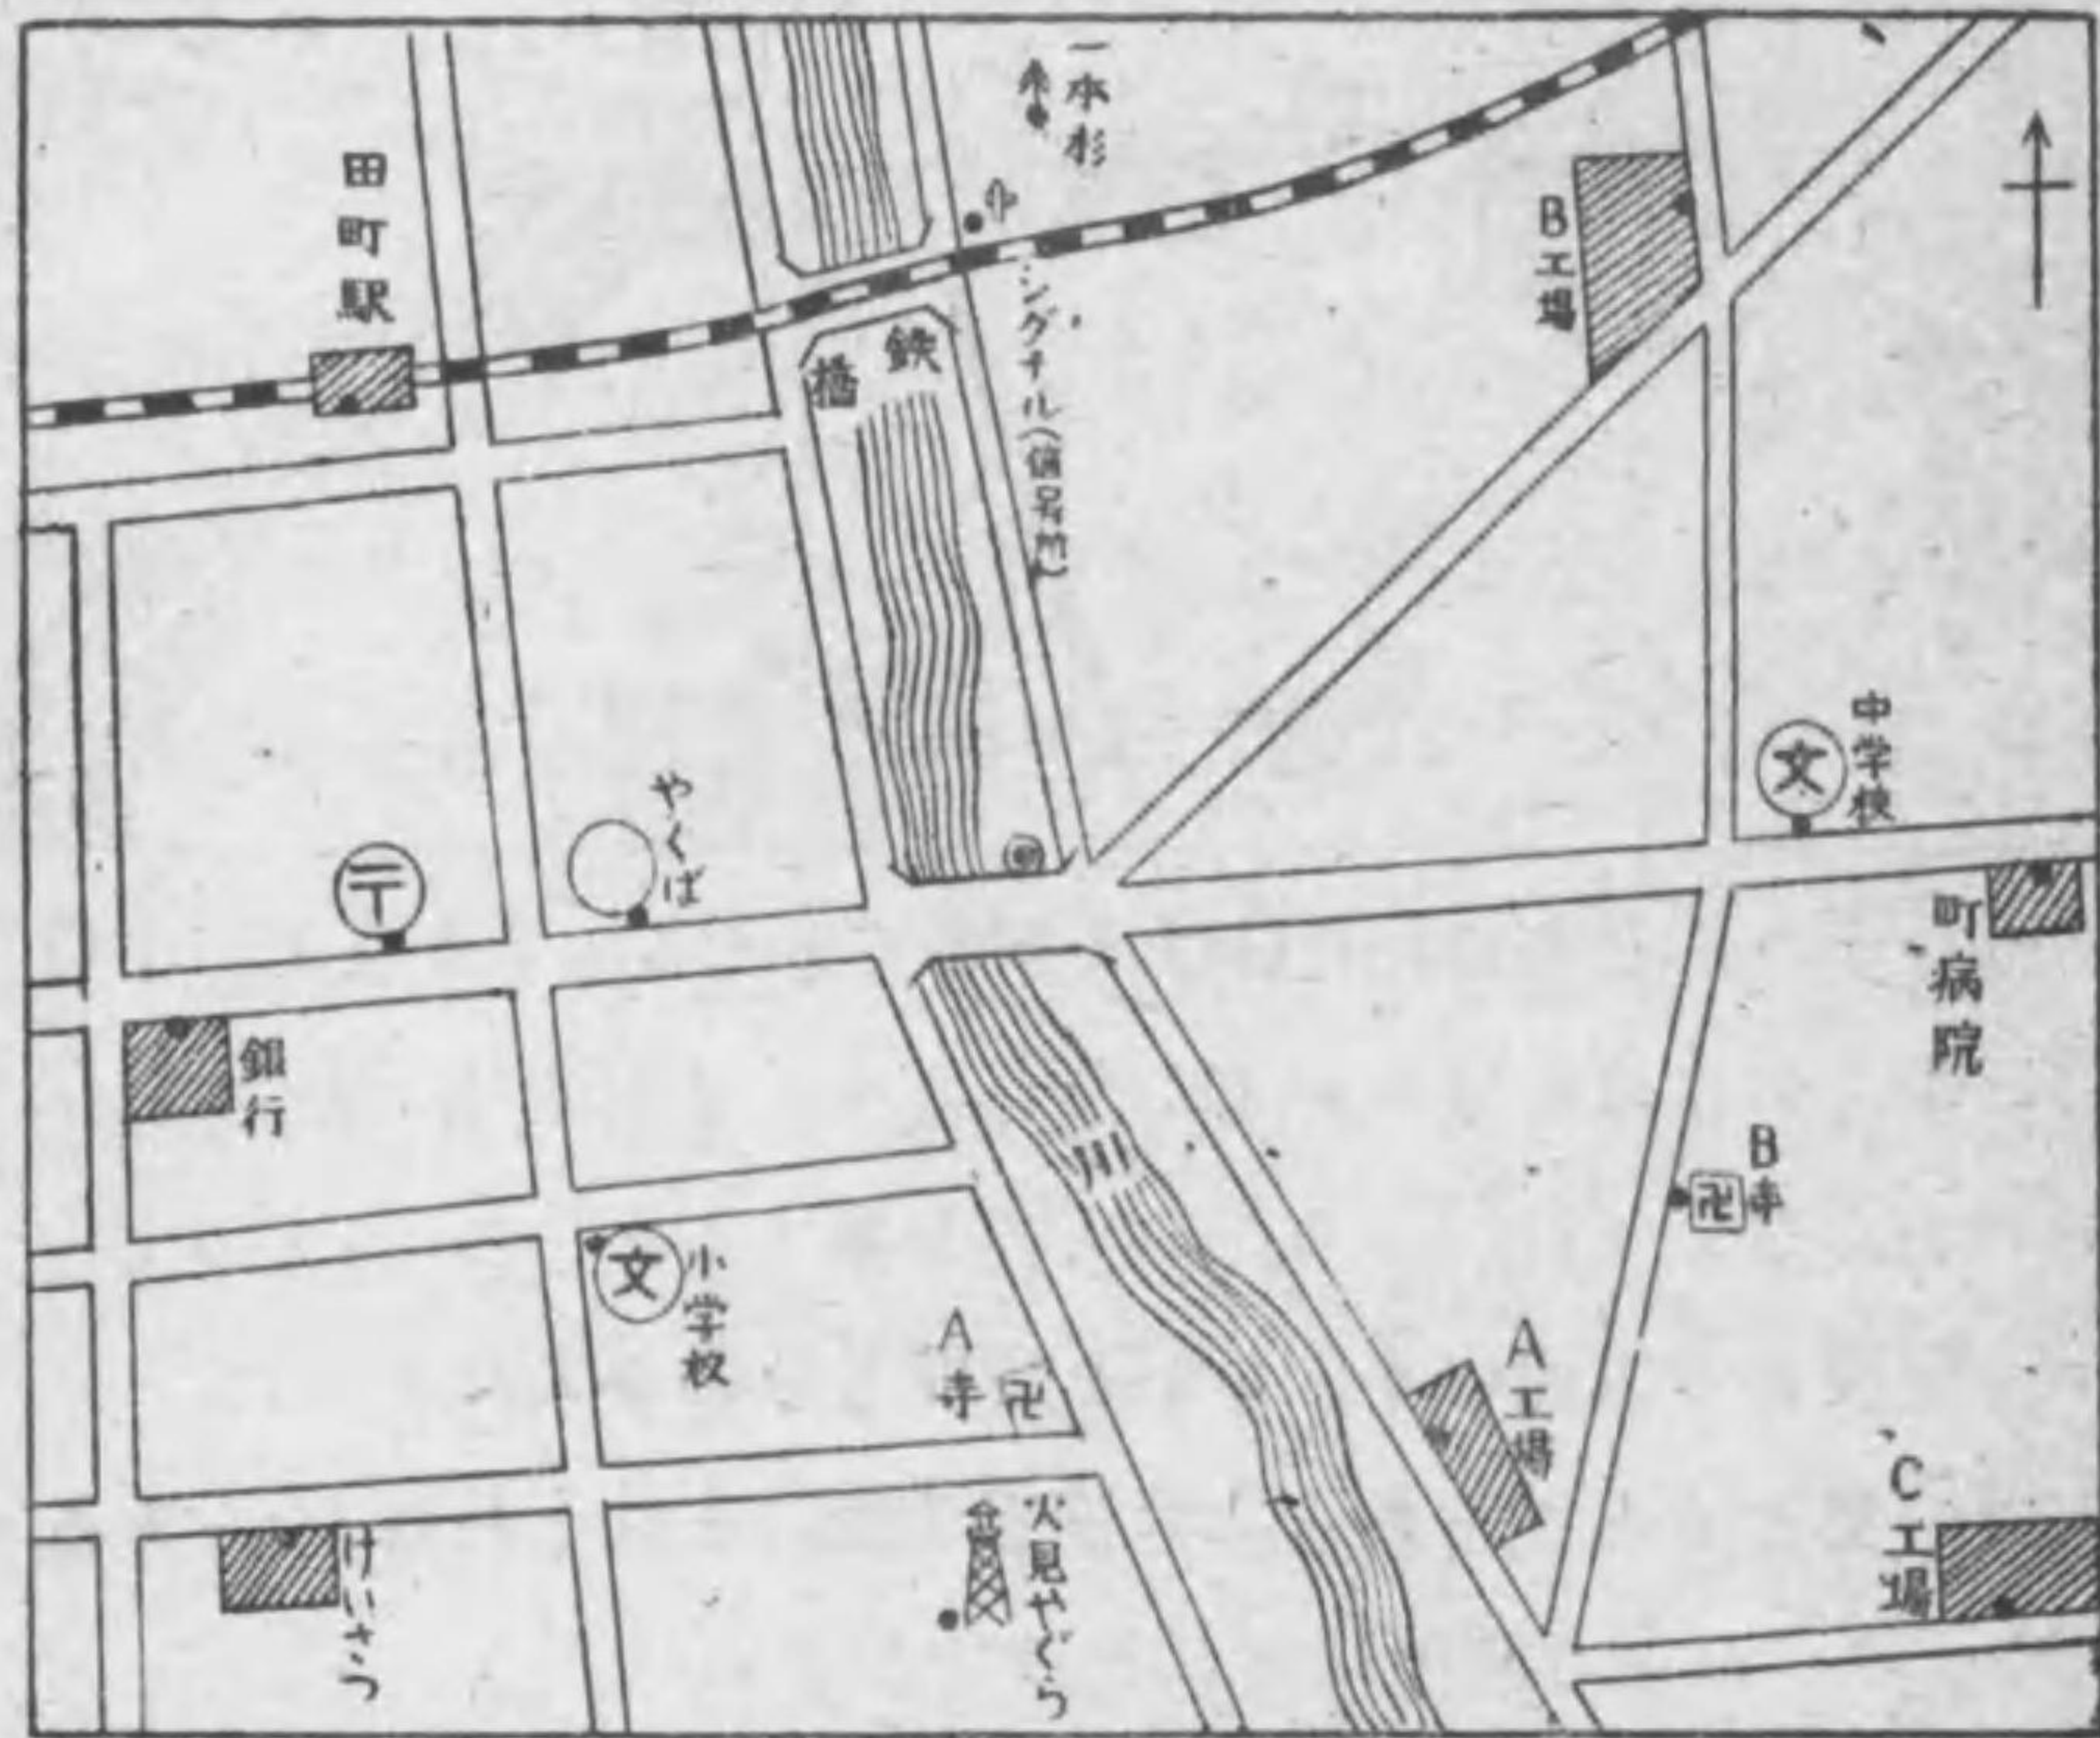 一本杉
田町駅
シグナル(信号所)
鉄橋
B工場
中学校
文
やくば
〒
町病院
銀行
川
B寺
卍
小学校
文
A寺
卍
A工場
C工場
火見やぐら
けいさつ